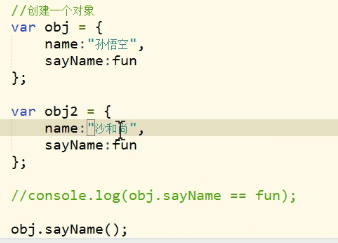 //创建一个对象
var obj = {
name:"孙悟空",
sayName:fun
};
var obj2 = {
name:"沙和尚",
sayName:fun
};
//console.log(obj.sayName == fun);
obj.sayName();